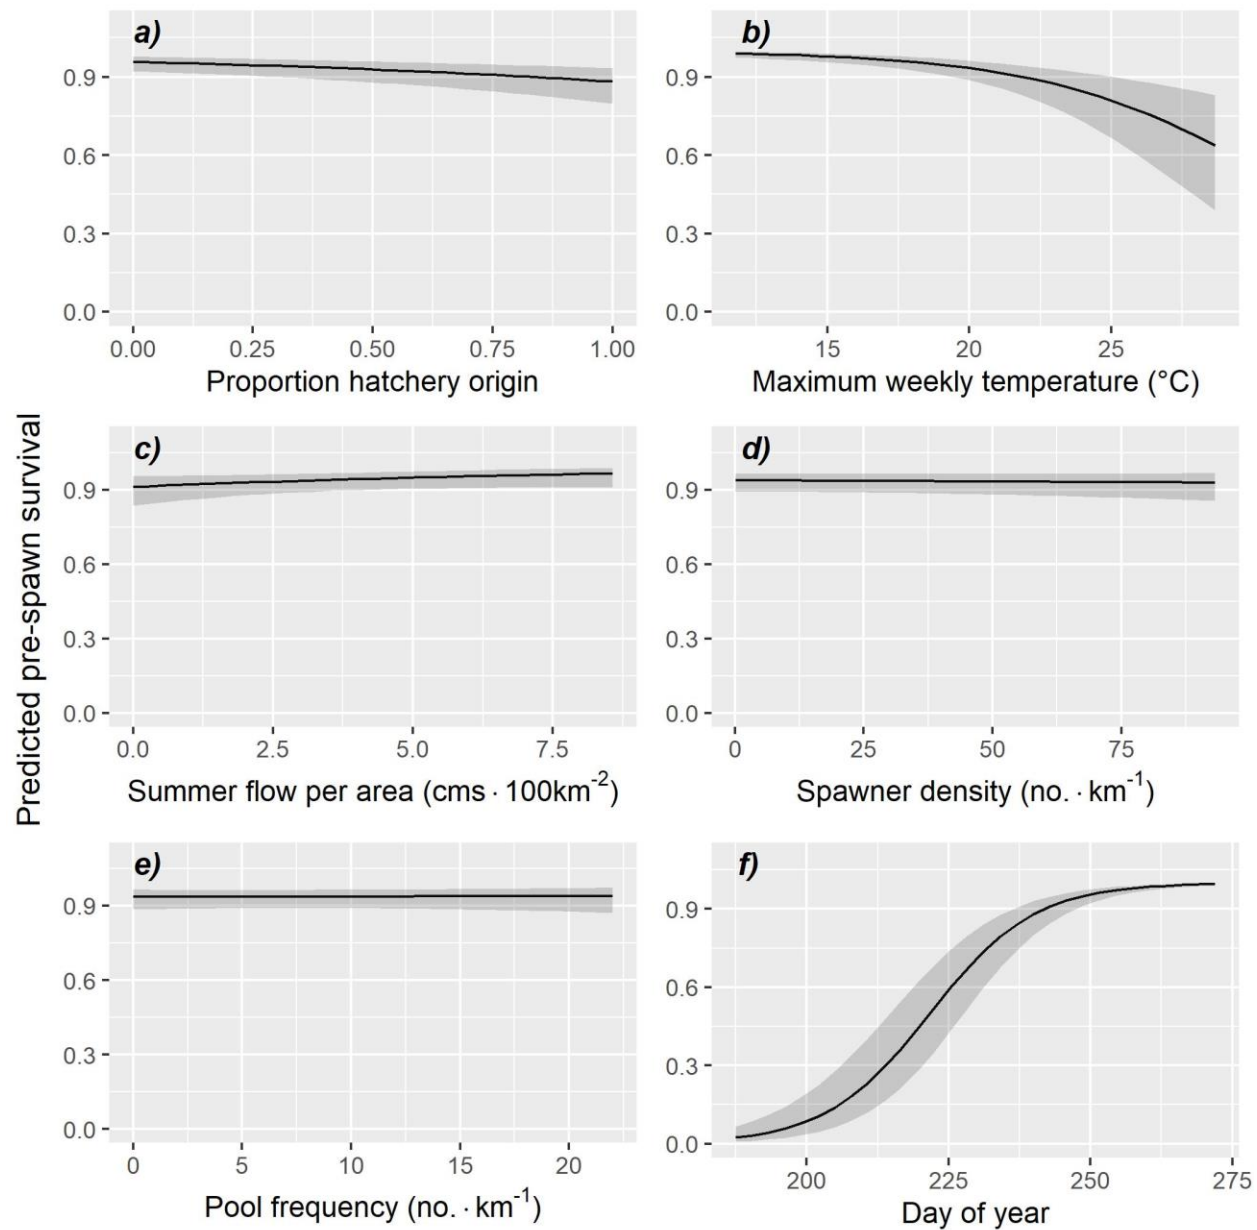 Predicted pre-spawn survival
a)
0.9
0.6
0.3
0.0
0.00 0.25 0.50 0.75 1.00
Proportion hatchery origin
b)
0.9
0.6
0.3
0.0
15 20 25
Maximum weekly temperature (°C)
c)
0.9
0.6
0.3
0.0
0.0 2.5 5.0 7.5
Summer flow per area (cms · 100km⁻²)
d)
0.9
0.6
0.3
0.0
0 25 50 75
Spawner density (no. · km⁻¹)
e)
0.9
0.6
0.3
0.0
0 5 10 15 20
Pool frequency (no. · km⁻¹)
f)
0.9
0.6
0.3
0.0
200 225 250 275
Day of year